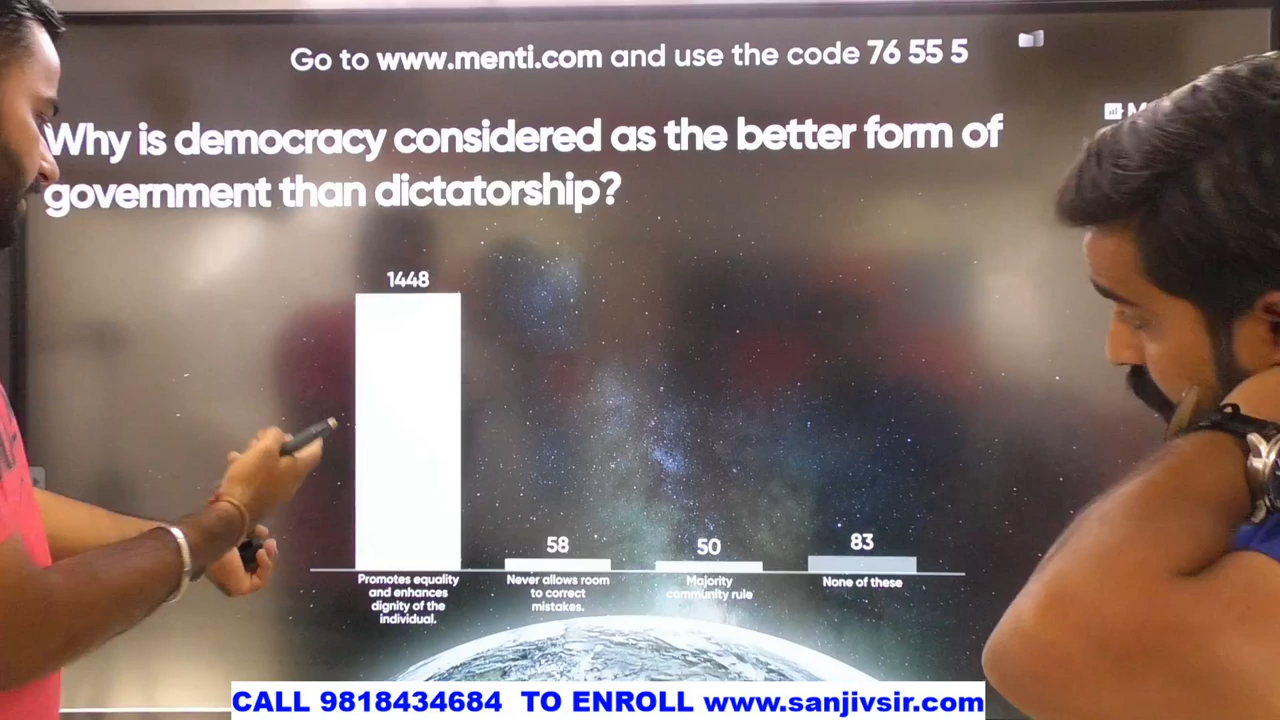 Go to www.menti.com and use the code 76 55 5
Why is democracy considered as the better form of
government than dictatorship?
1448
58
50
83
Promotes equality
and enhances
dignity of the
individual.
Never allows room
to correct
mistakes.
Majority
community rule
None of these
CALL 9818434684 TO ENROLL www.sanjivsir.com